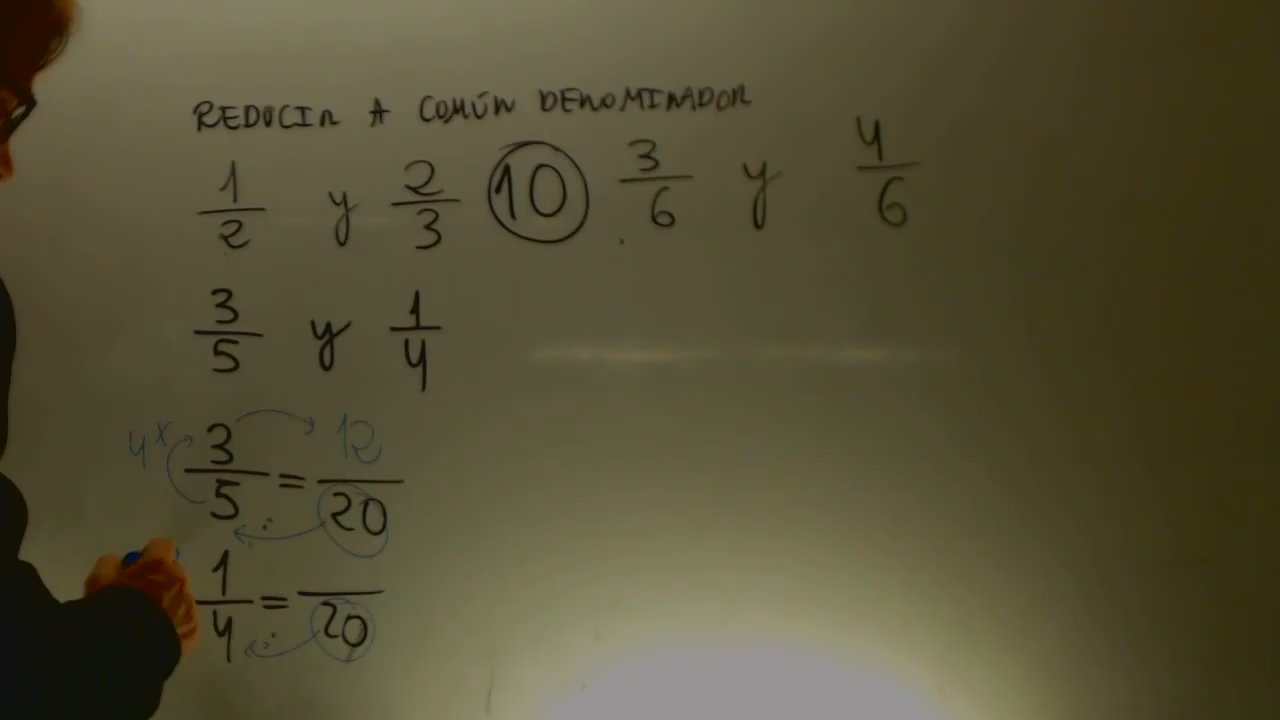 REDUCIR A COMÚN DENOMINADOR
1/2 y 2/3 10 3/6 y 4/6
3/5 y 1/4
4x 3/5 = 12/20 :
1/4 = /20 :